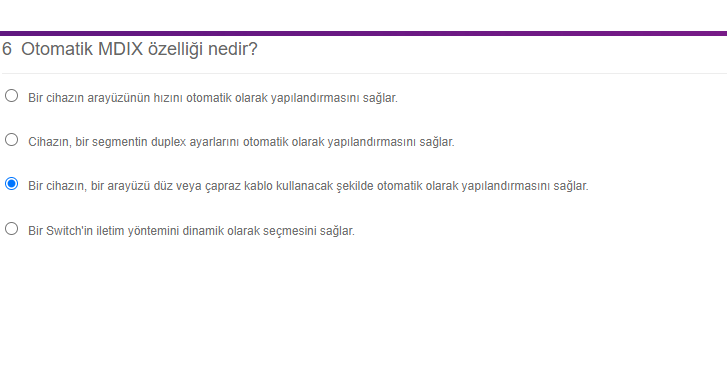 6 Otomatik MDIX özelliği nedir?
Bir cihazın arayüzünün hızını otomatik olarak yapılandırmasını sağlar.
Cihazın, bir segmentin duplex ayarlarını otomatik olarak yapılandırmasını sağlar.
Bir cihazın, bir arayüzü düz veya çapraz kablo kullanacak şekilde otomatik olarak yapılandırmasını sağlar.
Bir Switch'in iletim yöntemini dinamik olarak seçmesini sağlar.